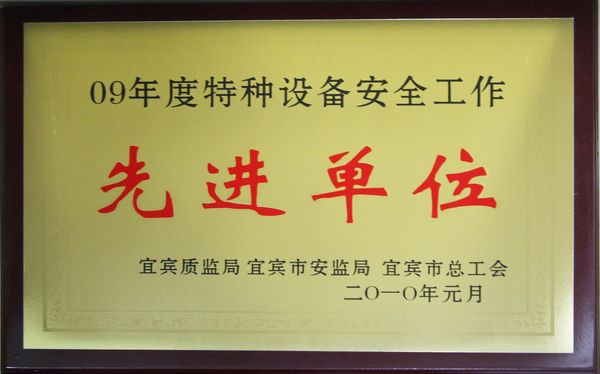 09年度特种设备安全工作
先进单位
宜宾质监局 宜宾市安监局 宜宾市总工会
二〇一〇年元月